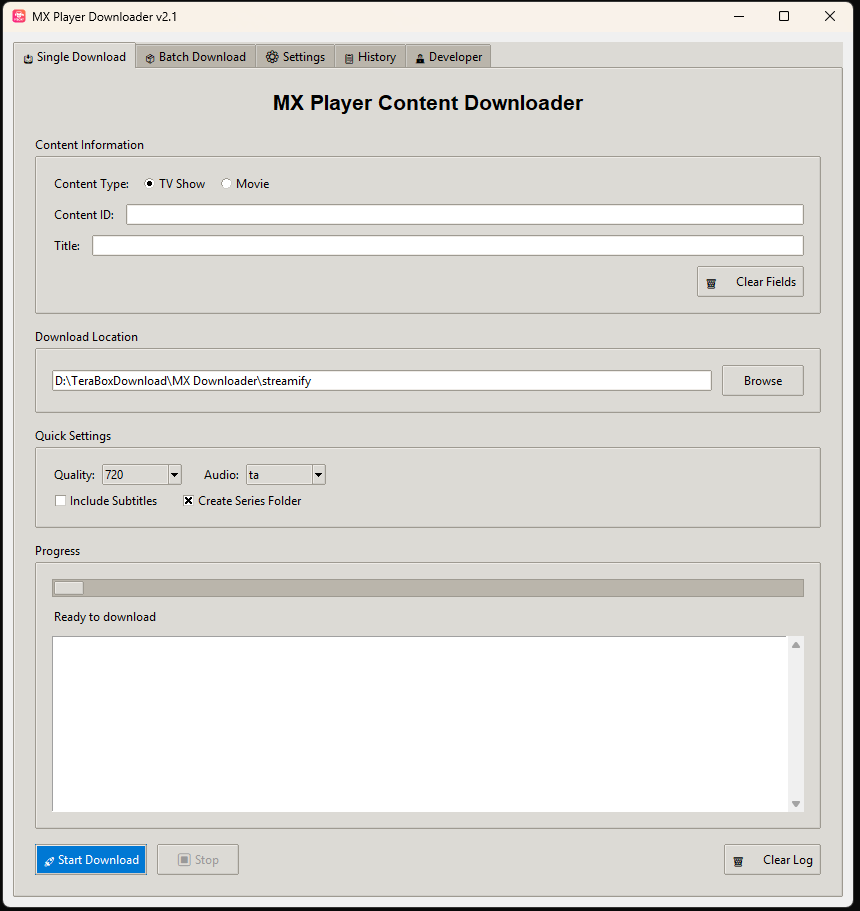 MX Player Downloader v2.1
Single Download Batch Download Settings History Developer
MX Player Content Downloader
Content Information
Content Type: TV Show Movie
Content ID:
Title:
Clear Fields
Download Location
D:\TeraBoxDownload\MX Downloader\streamify Browse
Quick Settings
Quality: 720 Audio: ta
Include Subtitles Create Series Folder
Progress
Ready to download
Start Download Stop Clear Log